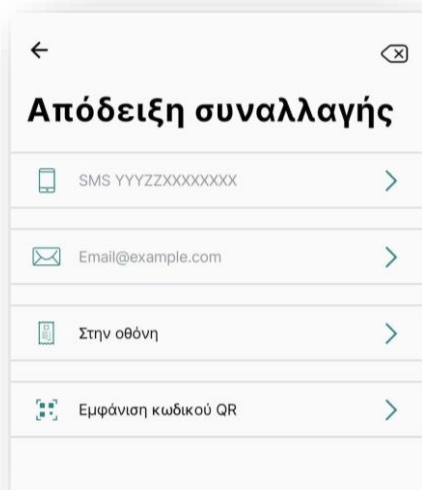 Απόδειξη συναλλαγής
SMS YYYZZXXXXXXXX
Email@example.com
Στην οθόνη
Εμφάνιση κωδικού QR